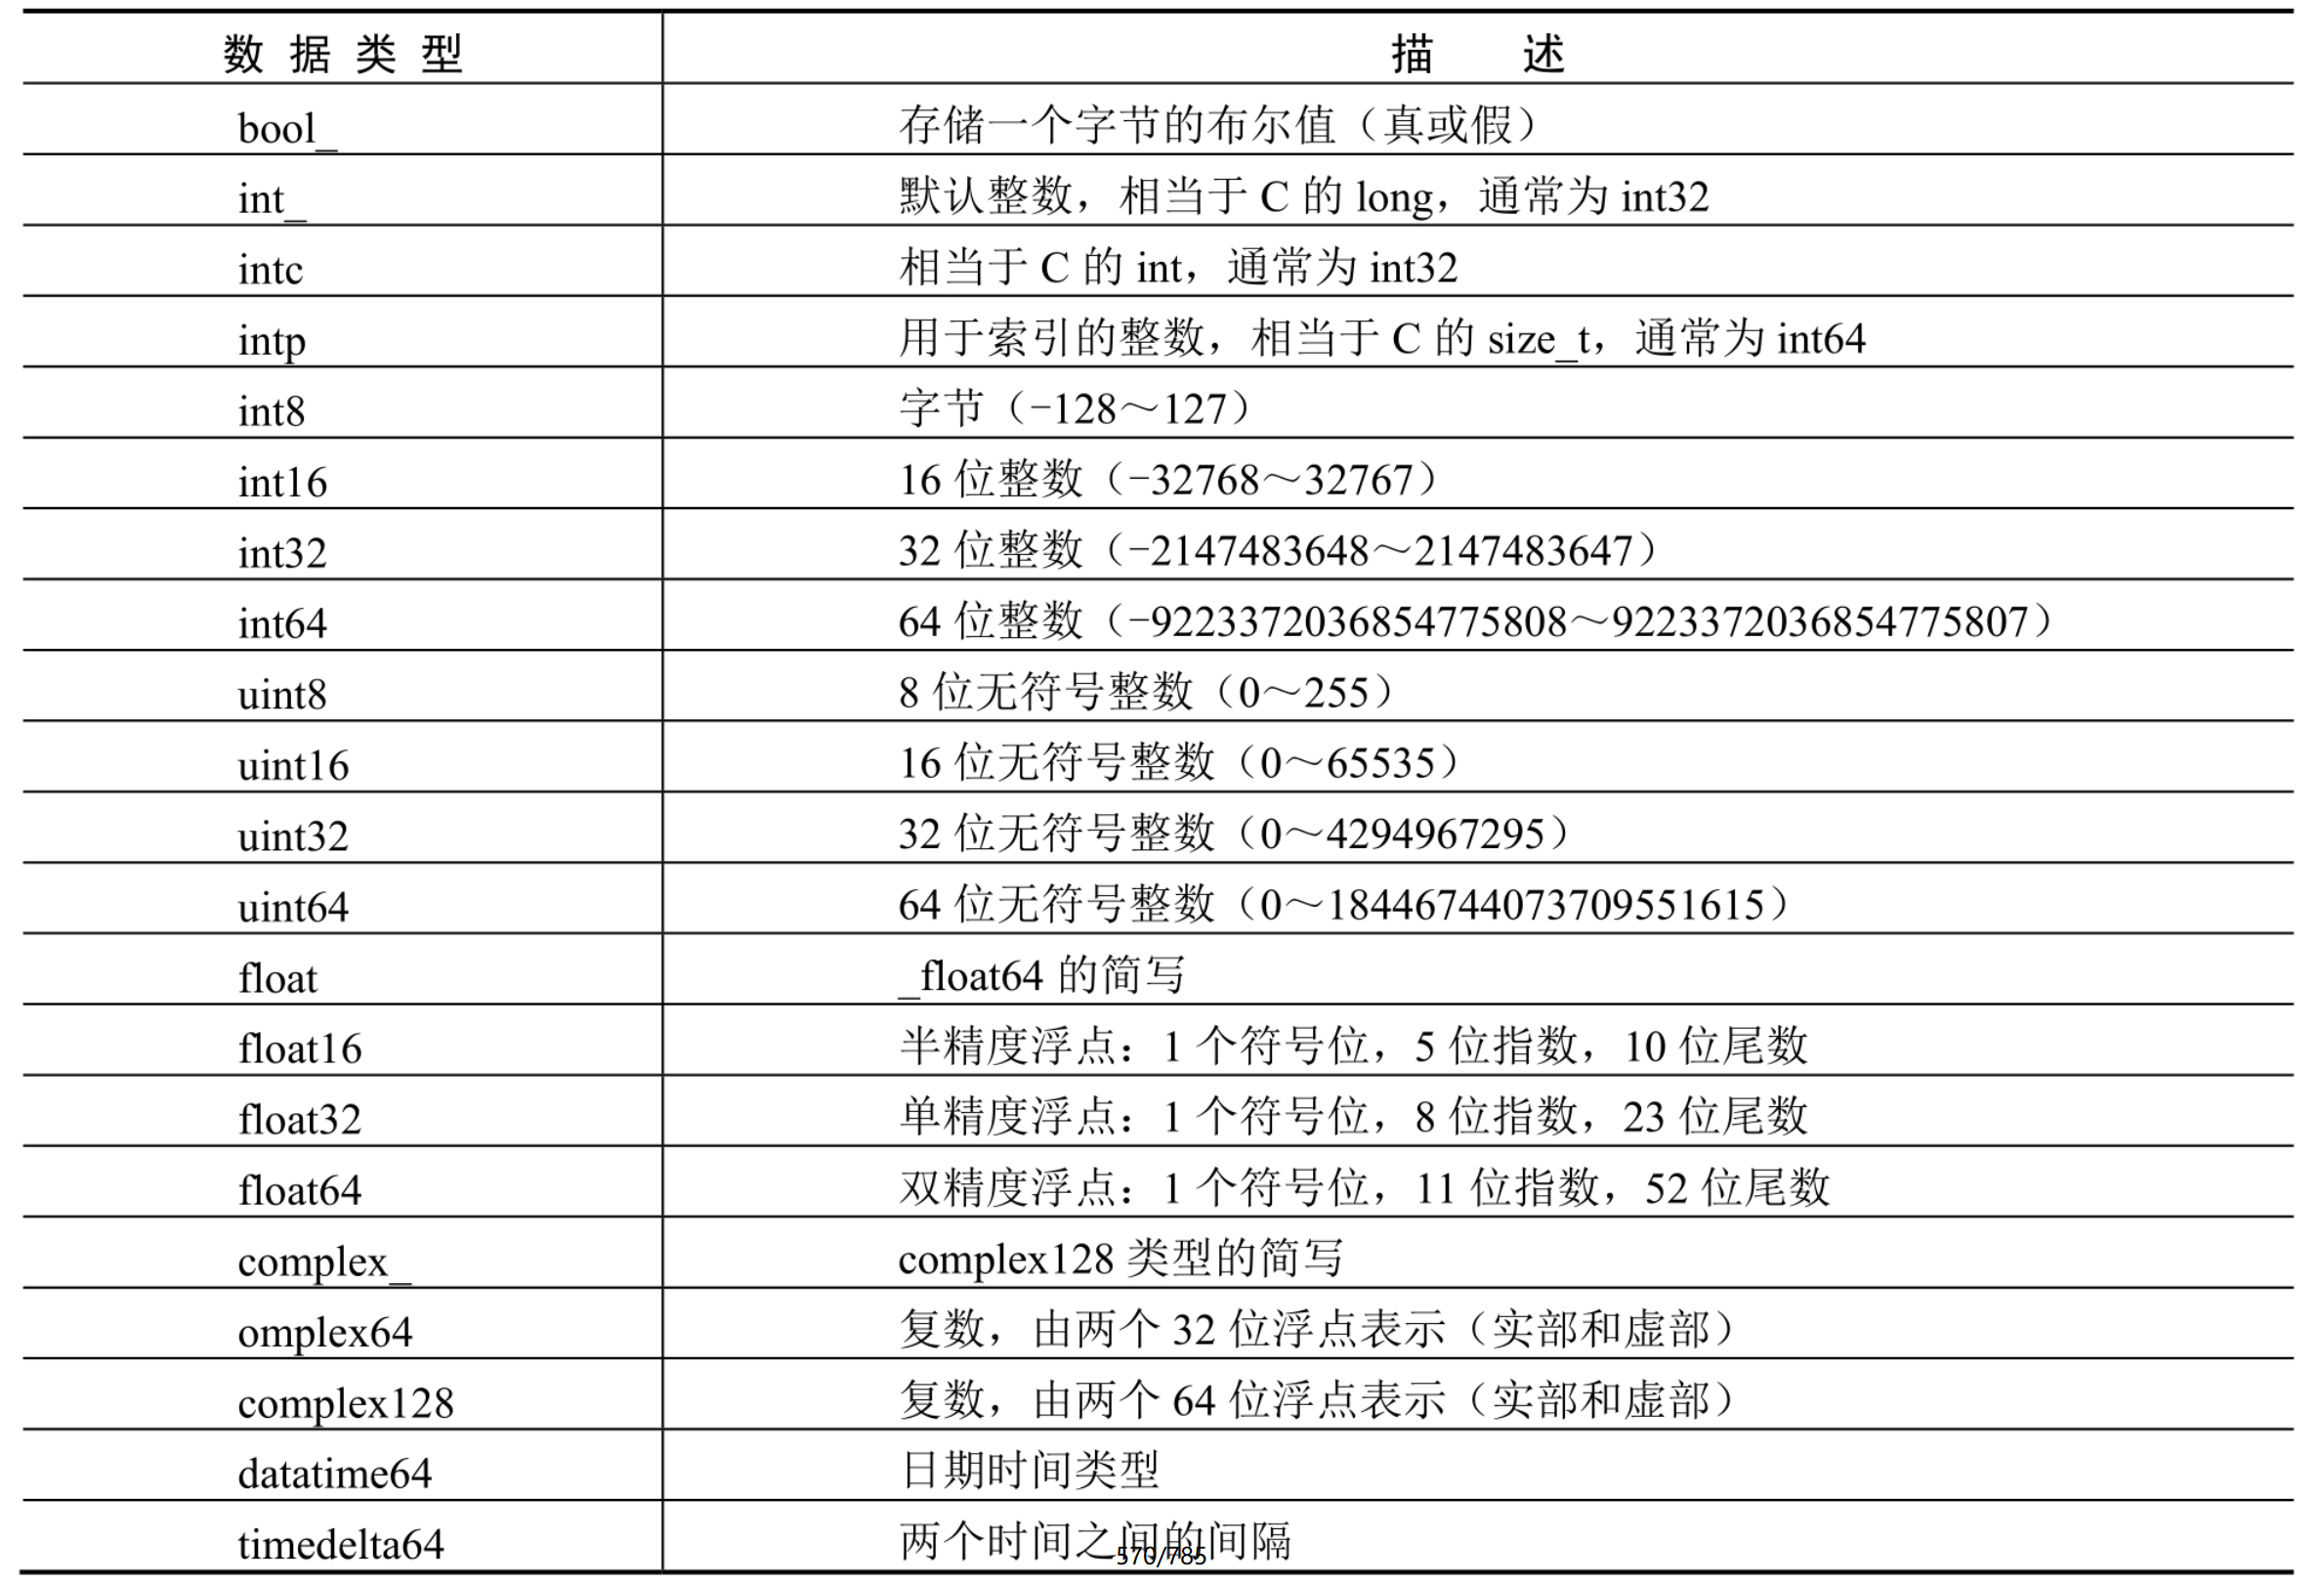 数据类型 描述
bool_ 存储一个字节的布尔值（真或假）
int_ 默认整数，相当于 C 的 long，通常为 int32
intc 相当于 C 的 int，通常为 int32
intp 用于索引的整数，相当于 C 的 size_t，通常为 int64
int8 字节（-128～127）
int16 16 位整数（-32768～32767）
int32 32 位整数（-2147483648～2147483647）
int64 64 位整数（-9223372036854775808～9223372036854775807）
uint8 8 位无符号整数（0～255）
uint16 16 位无符号整数（0～65535）
uint32 32 位无符号整数（0～4294967295）
uint64 64 位无符号整数（0～18446744073709551615）
float _float64 的简写
float16 半精度浮点：1 个符号位，5 位指数，10 位尾数
float32 单精度浮点：1 个符号位，8 位指数，23 位尾数
float64 双精度浮点：1 个符号位，11 位指数，52 位尾数
complex_ complex128 类型的简写
omplex64 复数，由两个 32 位浮点表示（实部和虚部）
complex128 复数，由两个 64 位浮点表示（实部和虚部）
datatime64 日期时间类型
timedelta64 两个时间之间的间隔
570/785